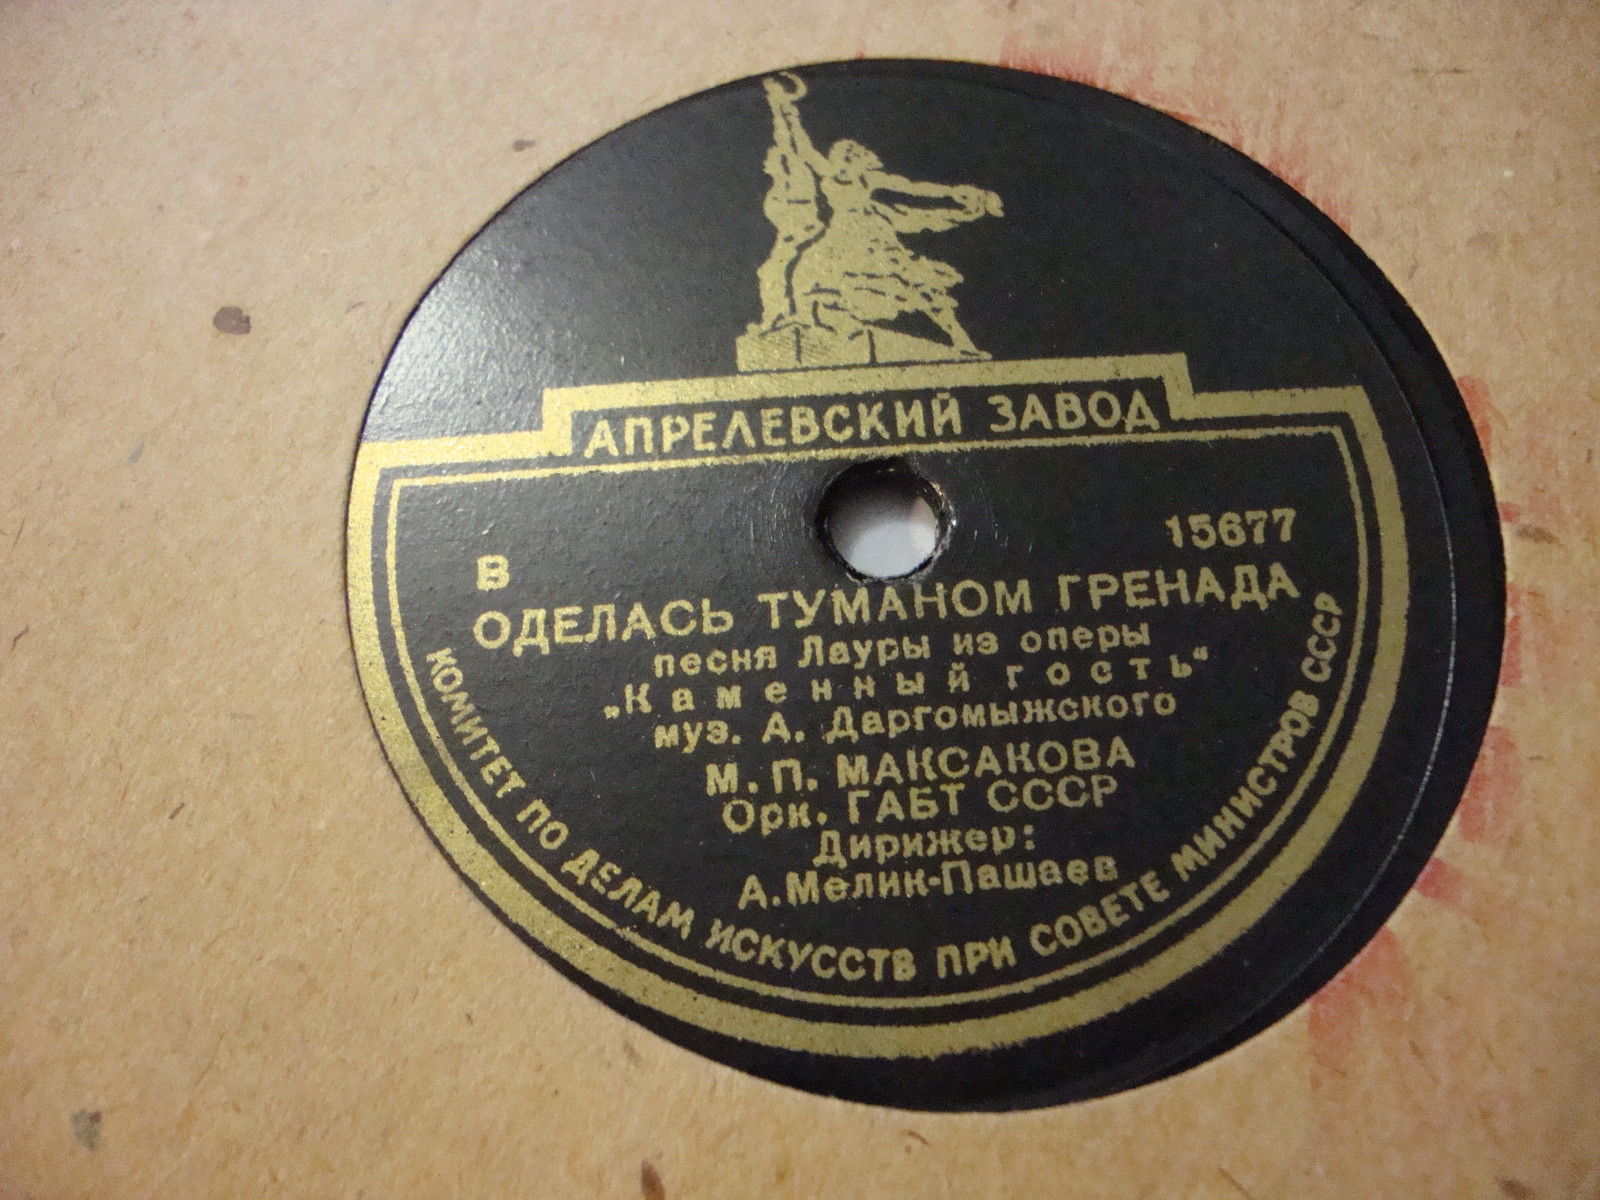 АПРЕЛЕВСКИЙ ЗАВОД
В 15677
ОДЕЛАСЬ ТУМАНОМ ГРЕНАДА
песня Лауры из оперы
„Каменный гость“
муз. А. Даргомыжского
М. П. МАКСАКОВА
Орк. ГАБТ СССР
Дирижер:
А. Мелик-Пашаев
КОМИТЕТ ПО ДЕЛАМ ИСКУССТВ ПРИ СОВЕТЕ МИНИСТРОВ СССР